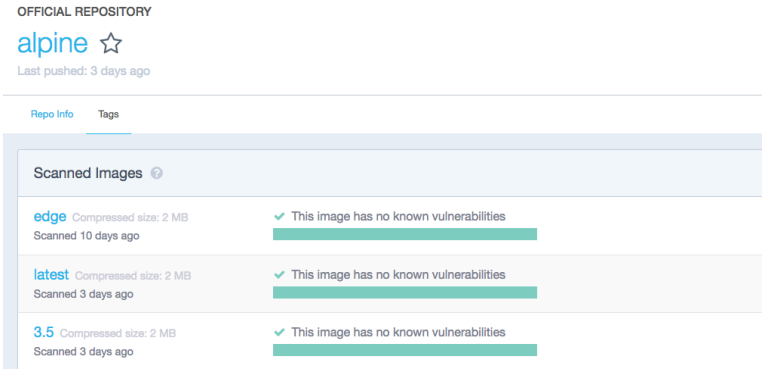 OFFICIAL REPOSITORY
alpine
Last pushed: 3 days ago
Repo Info Tags
Scanned Images ?
edge Compressed size: 2 MB
Scanned 10 days ago
This image has no known vulnerabilities
latest Compressed size: 2 MB
Scanned 3 days ago
This image has no known vulnerabilities
3.5 Compressed size: 2 MB
Scanned 3 days ago
This image has no known vulnerabilities